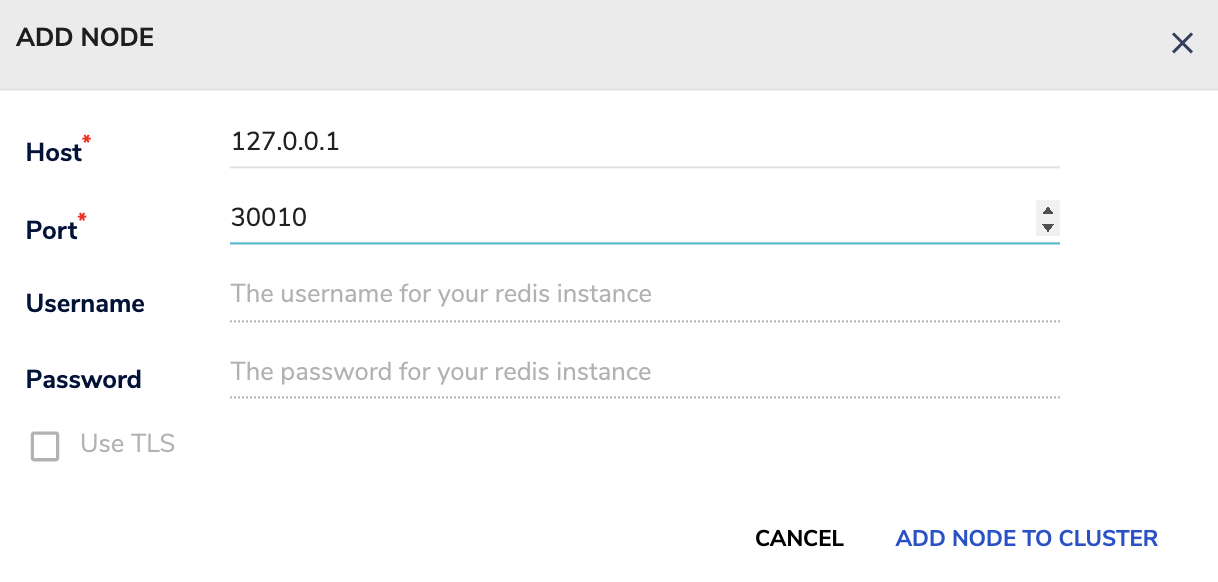 ADD NODE
Host*
127.0.0.1
Port*
30010
Username
The username for your redis instance
Password
The password for your redis instance
Use TLS
CANCEL
ADD NODE TO CLUSTER